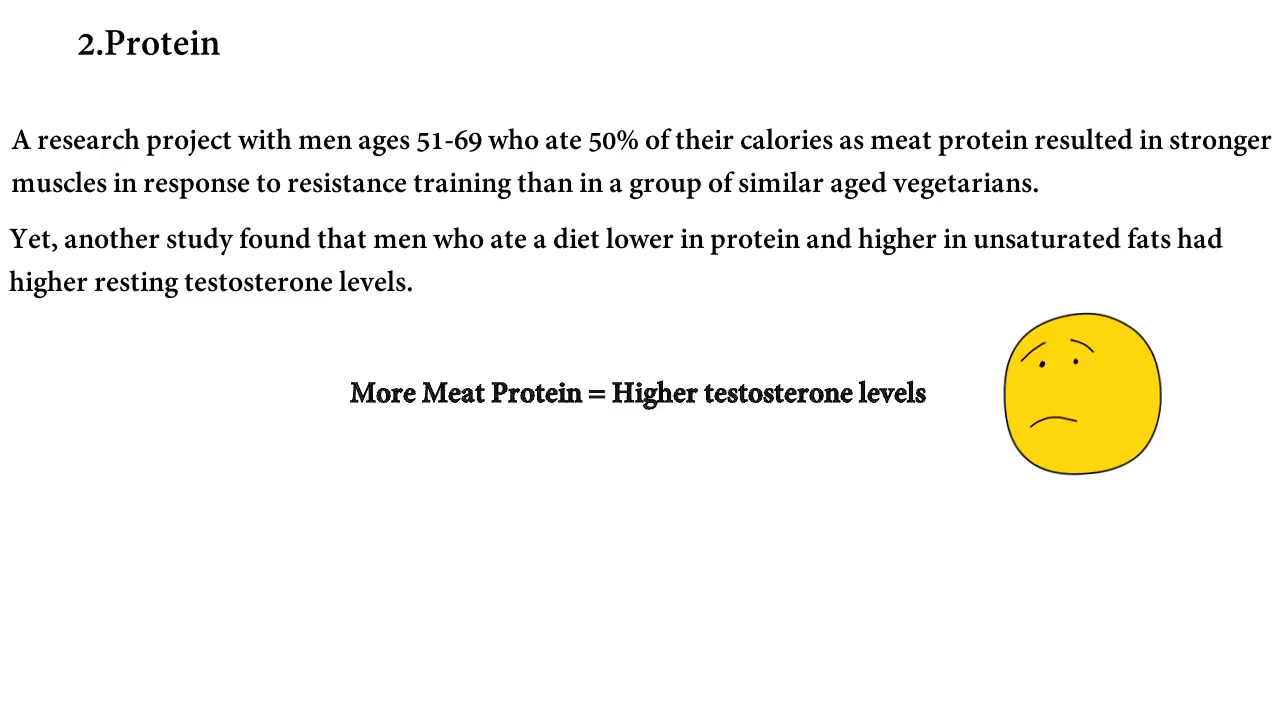 2.Protein
A research project with men ages 51-69 who ate 50% of their calories as meat protein resulted in stronger
muscles in response to resistance training than in a group of similar aged vegetarians.
Yet, another study found that men who ate a diet lower in protein and higher in unsaturated fats had
higher resting testosterone levels.
More Meat Protein = Higher testosterone levels